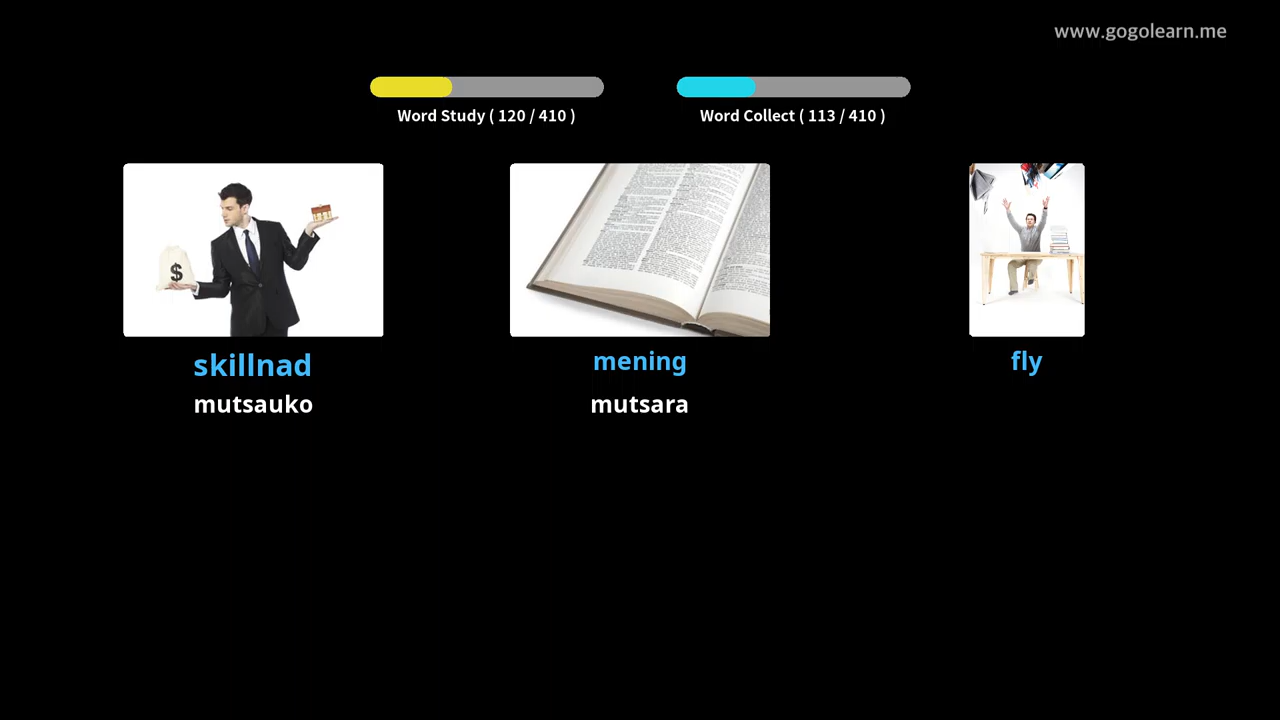 www.gogolearn.me
Word Study ( 120 / 410 )
Word Collect ( 113 / 410 )
$
skillnad
mening
fly
mutsauko
mutsara